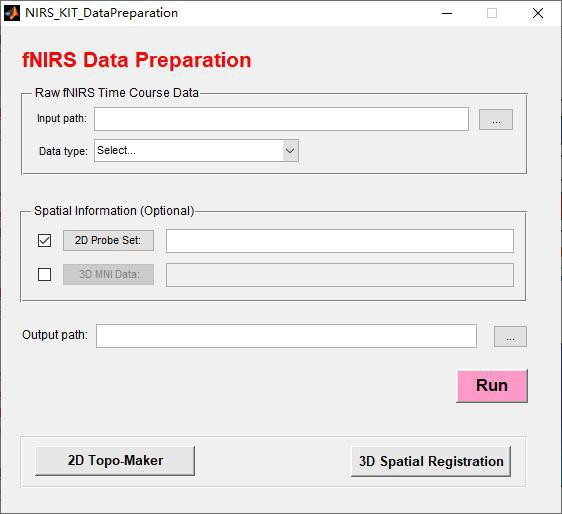 NIRS_KIT_DataPreparation
fNIRS Data Preparation
Raw fNIRS Time Course Data
Input path:
...
Data type:
Select...
Spatial Information (Optional)
2D Probe Set:
3D MNI Data:
Output path:
...
Run
2D Topo-Maker
3D Spatial Registration